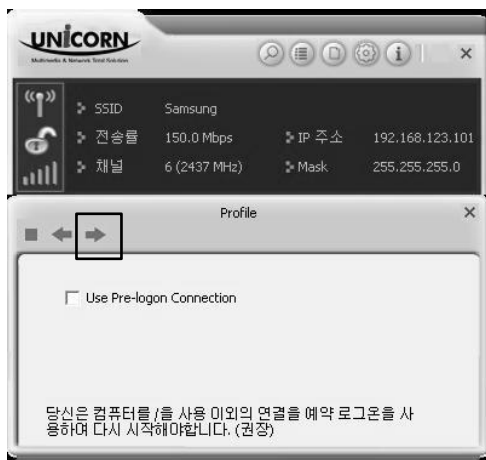 UNICORN
Multimedia & Network Total Solution
SSID Samsung
전송률 150.0 Mbps IP 주소 192.168.123.101
채널 6 (2437 MHz) Mask 255.255.255.0
Profile
Use Pre-logon Connection
당신은 컴퓨터를 /을 사용 이외의 연결을 예약 로그온을 사
용하여 다시 시작해야합니다. (권장)